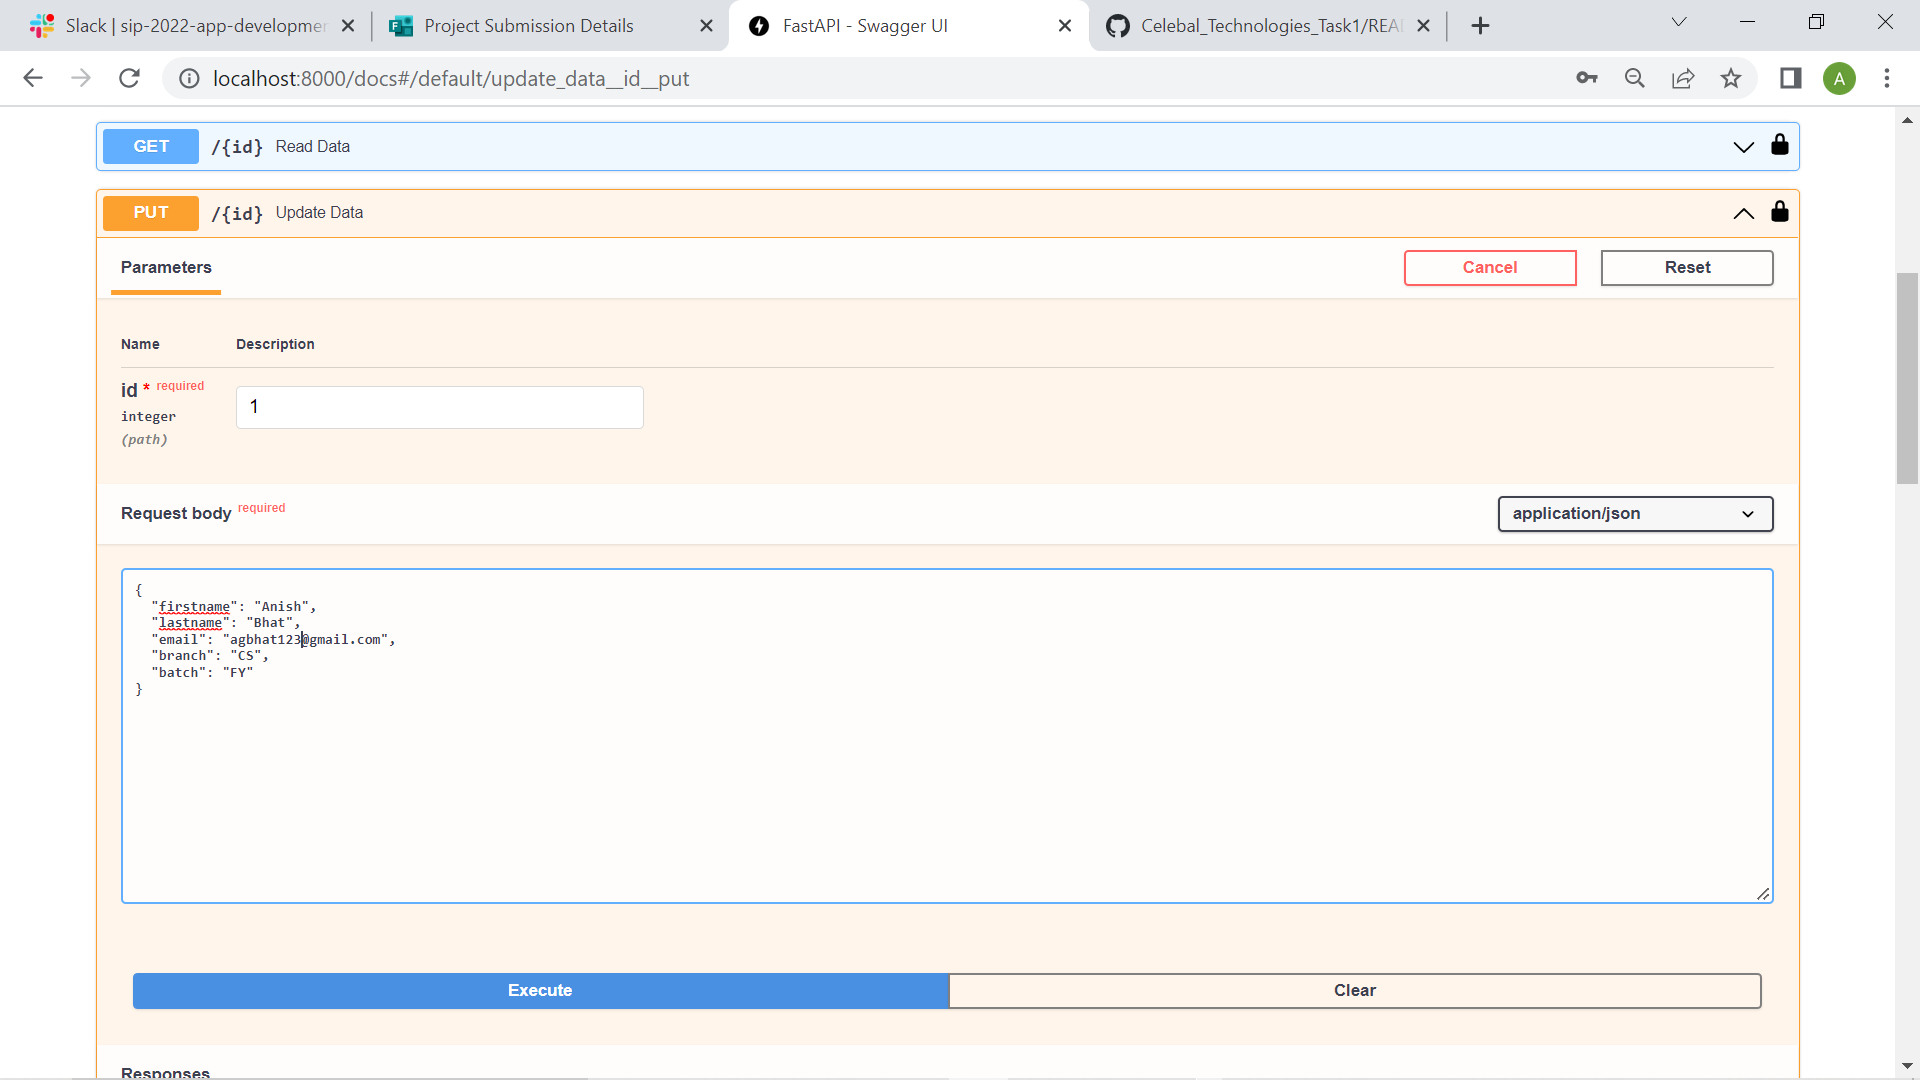 Slack | sip-2022-app-developmen
Project Submission Details
FastAPI - Swagger UI
Celebal_Technologies_Task1/REA
localhost:8000/docs#/default/update_data__id__put
A
GET /{id} Read Data
PUT /{id} Update Data
Parameters
Cancel
Reset
Name Description
id * required
integer
(path)
1
Request body required
application/json
{
"firstname": "Anish",
"lastname": "Bhat",
"email": "agbhat123@gmail.com",
"branch": "CS",
"batch": "FY"
}
Execute
Clear
Responses